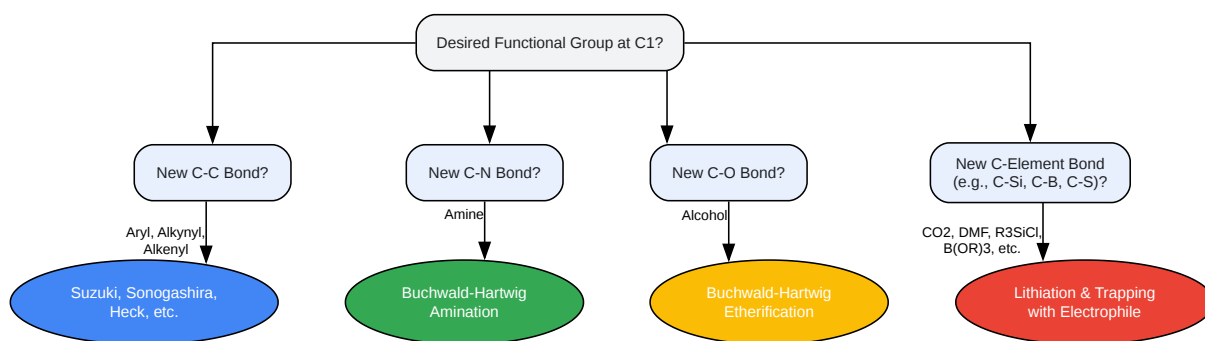 Desired Functional Group at C1?
New C-C Bond?
New C-N Bond?
New C-O Bond?
New C-Element Bond
(e.g., C-Si, C-B, C-S)?
Aryl, Alkynyl,
Alkenyl
Amine
Alcohol
CO2, DMF, R3SiCl,
B(OR)3, etc.
Suzuki, Sonogashira,
Heck, etc.
Buchwald-Hartwig
Amination
Buchwald-Hartwig
Etherification
Lithiation & Trapping
with Electrophile